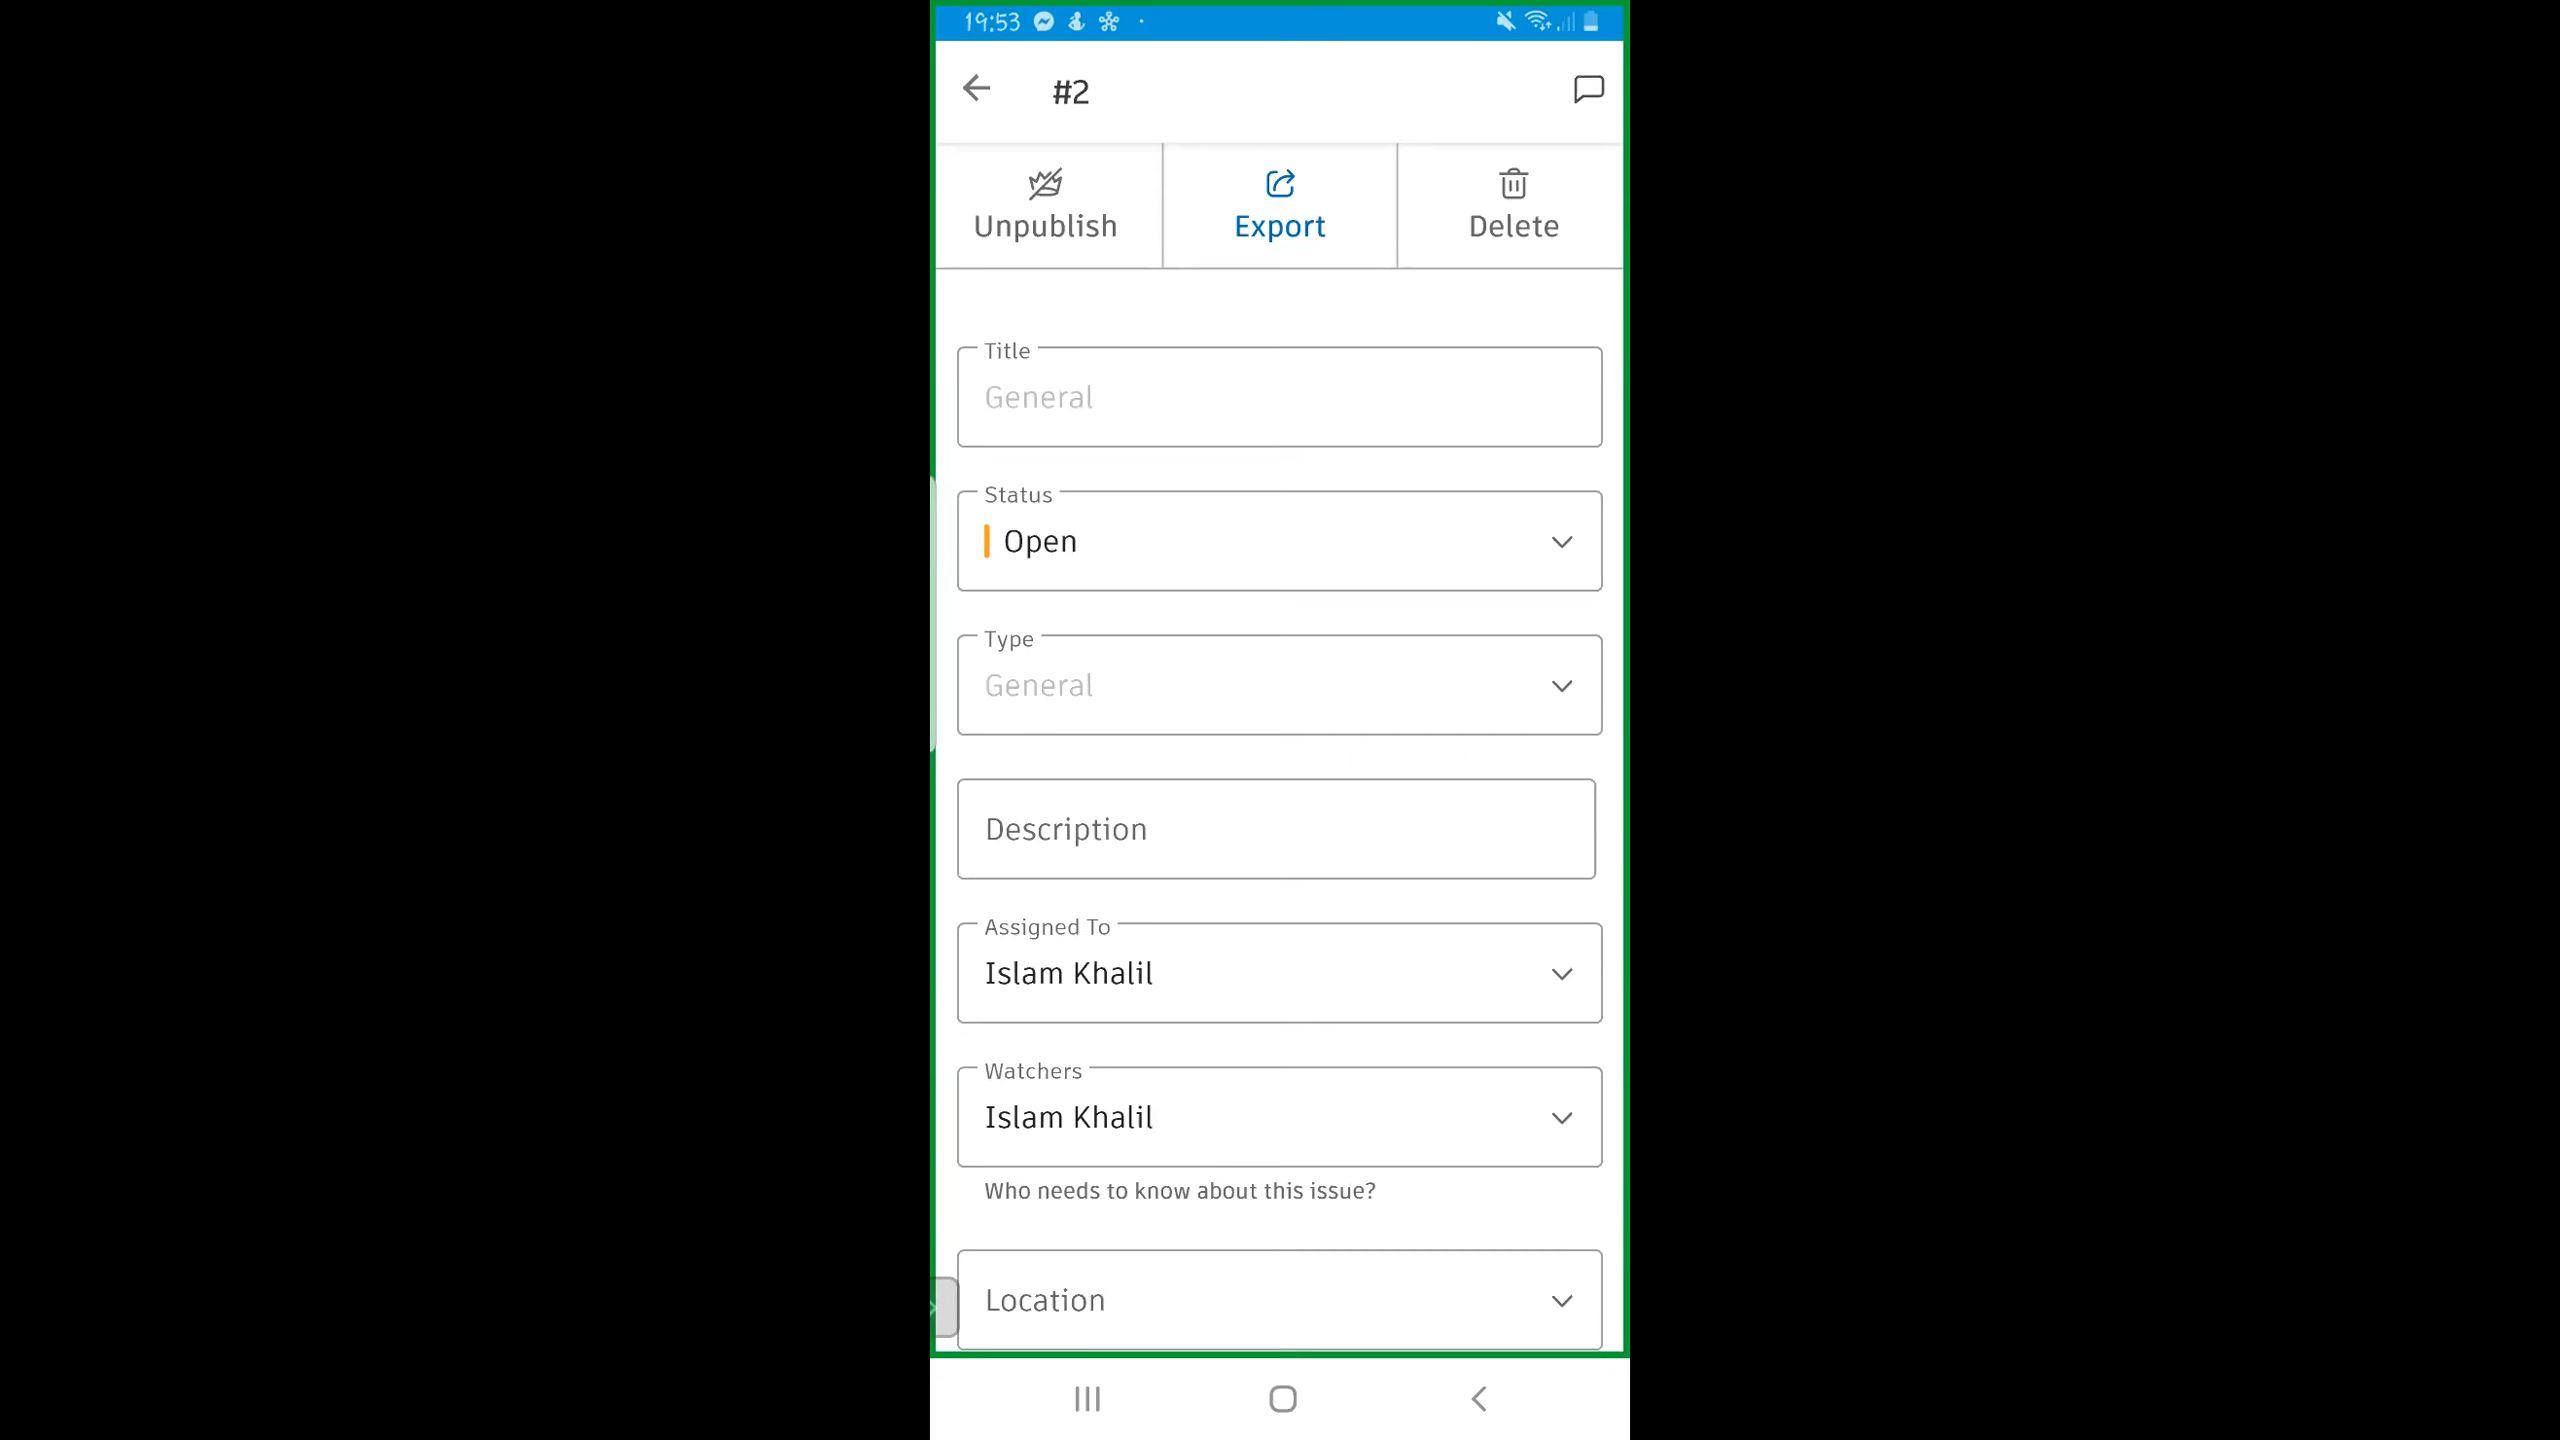 19:53
#2
Unpublish
Export
Delete
Title
General
Status
Open
Type
General
Description
Assigned To
Islam Khalil
Watchers
Islam Khalil
Who needs to know about this issue?
Location